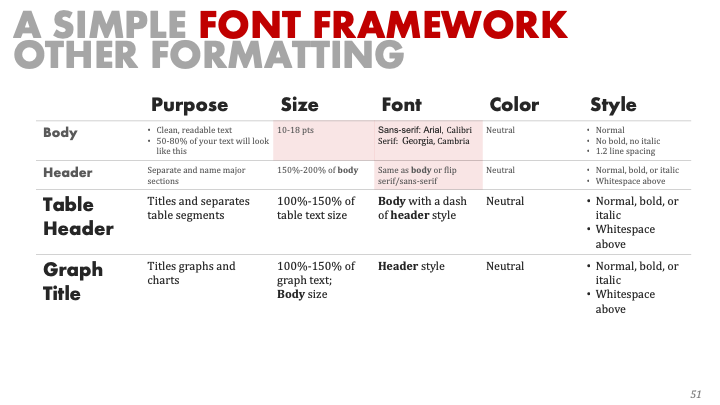 A SIMPLE FONT FRAMEWORK
OTHER FORMATTING
Purpose Size Font Color Style
Body
• Clean, readable text
• 50-80% of your text will look
like this
10-18 pts
Sans-serif: Arial, Calibri
Serif: Georgia, Cambria
Neutral
• Normal
• No bold, no italic
• 1.2 line spacing
Header
Separate and name major
sections
150%-200% of body
Same as body or flip
serif/sans-serif
Neutral
• Normal, bold, or italic
• Whitespace above
Table
Header
Titles and separates
table segments
100%-150% of
table text size
Body with a dash
of header style
Neutral
• Normal, bold, or
italic
• Whitespace
above
Graph
Title
Titles graphs and
charts
100%-150% of
graph text;
Body size
Header style
Neutral
• Normal, bold, or
italic
• Whitespace
above
51